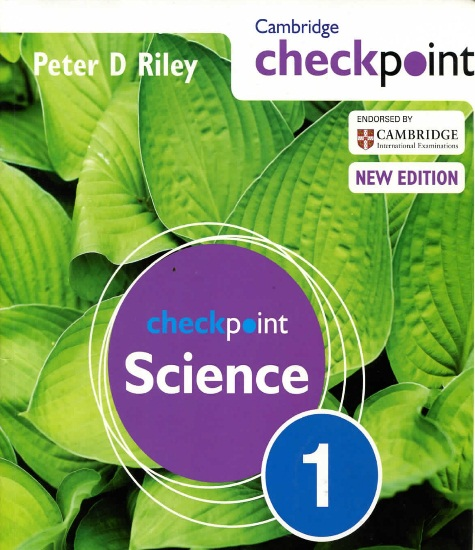 Peter D Riley
Cambridge
checkpoint
ENDORSED BY
CAMBRIDGE
International Examinations
NEW EDITION
checkpoint
Science
1